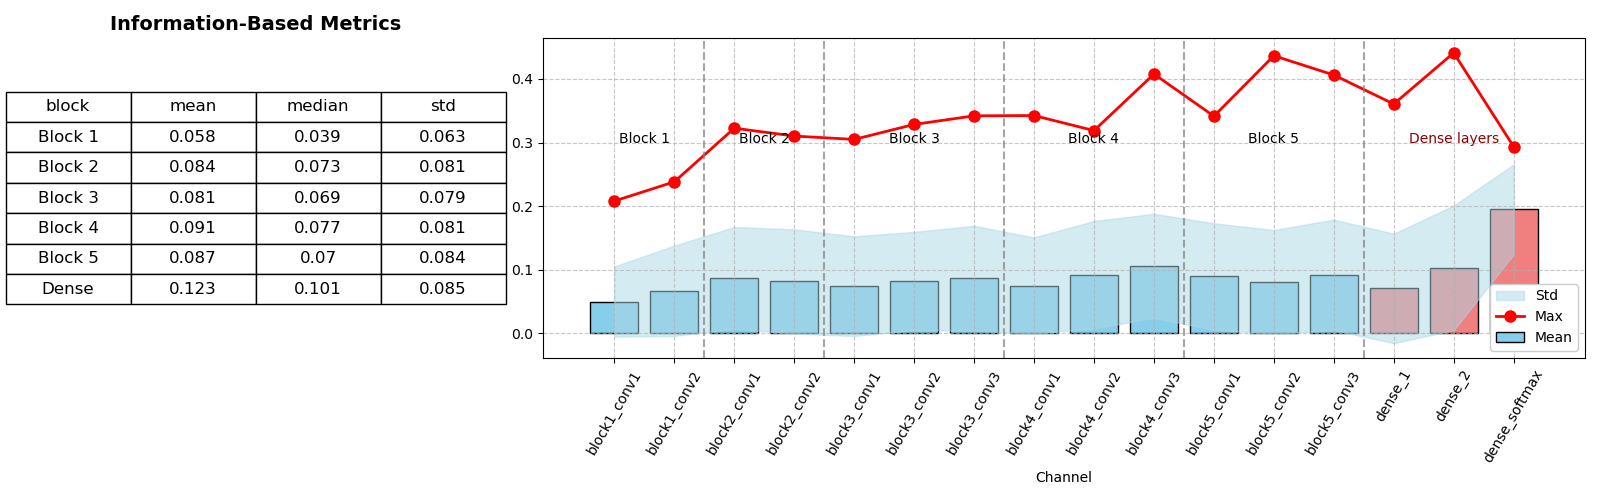 Information-Based Metrics
block mean median std
Block 1 0.058 0.039 0.063
Block 2 0.084 0.073 0.081
Block 3 0.081 0.069 0.079
Block 4 0.091 0.077 0.081
Block 5 0.087 0.07 0.084
Dense 0.123 0.101 0.085
0.4
0.3
0.2
0.1
0.0
Block 1 Block 2 Block 3 Block 4 Block 5 Dense layers
Std
Max
Mean
block1_conv1 block1_conv2 block2_conv1 block2_conv2 block3_conv1 block3_conv2 block3_conv3 block4_conv1 block4_conv2 block4_conv3 block5_conv1 block5_conv2 block5_conv3 dense_1 dense_2 dense_softmax
Channel